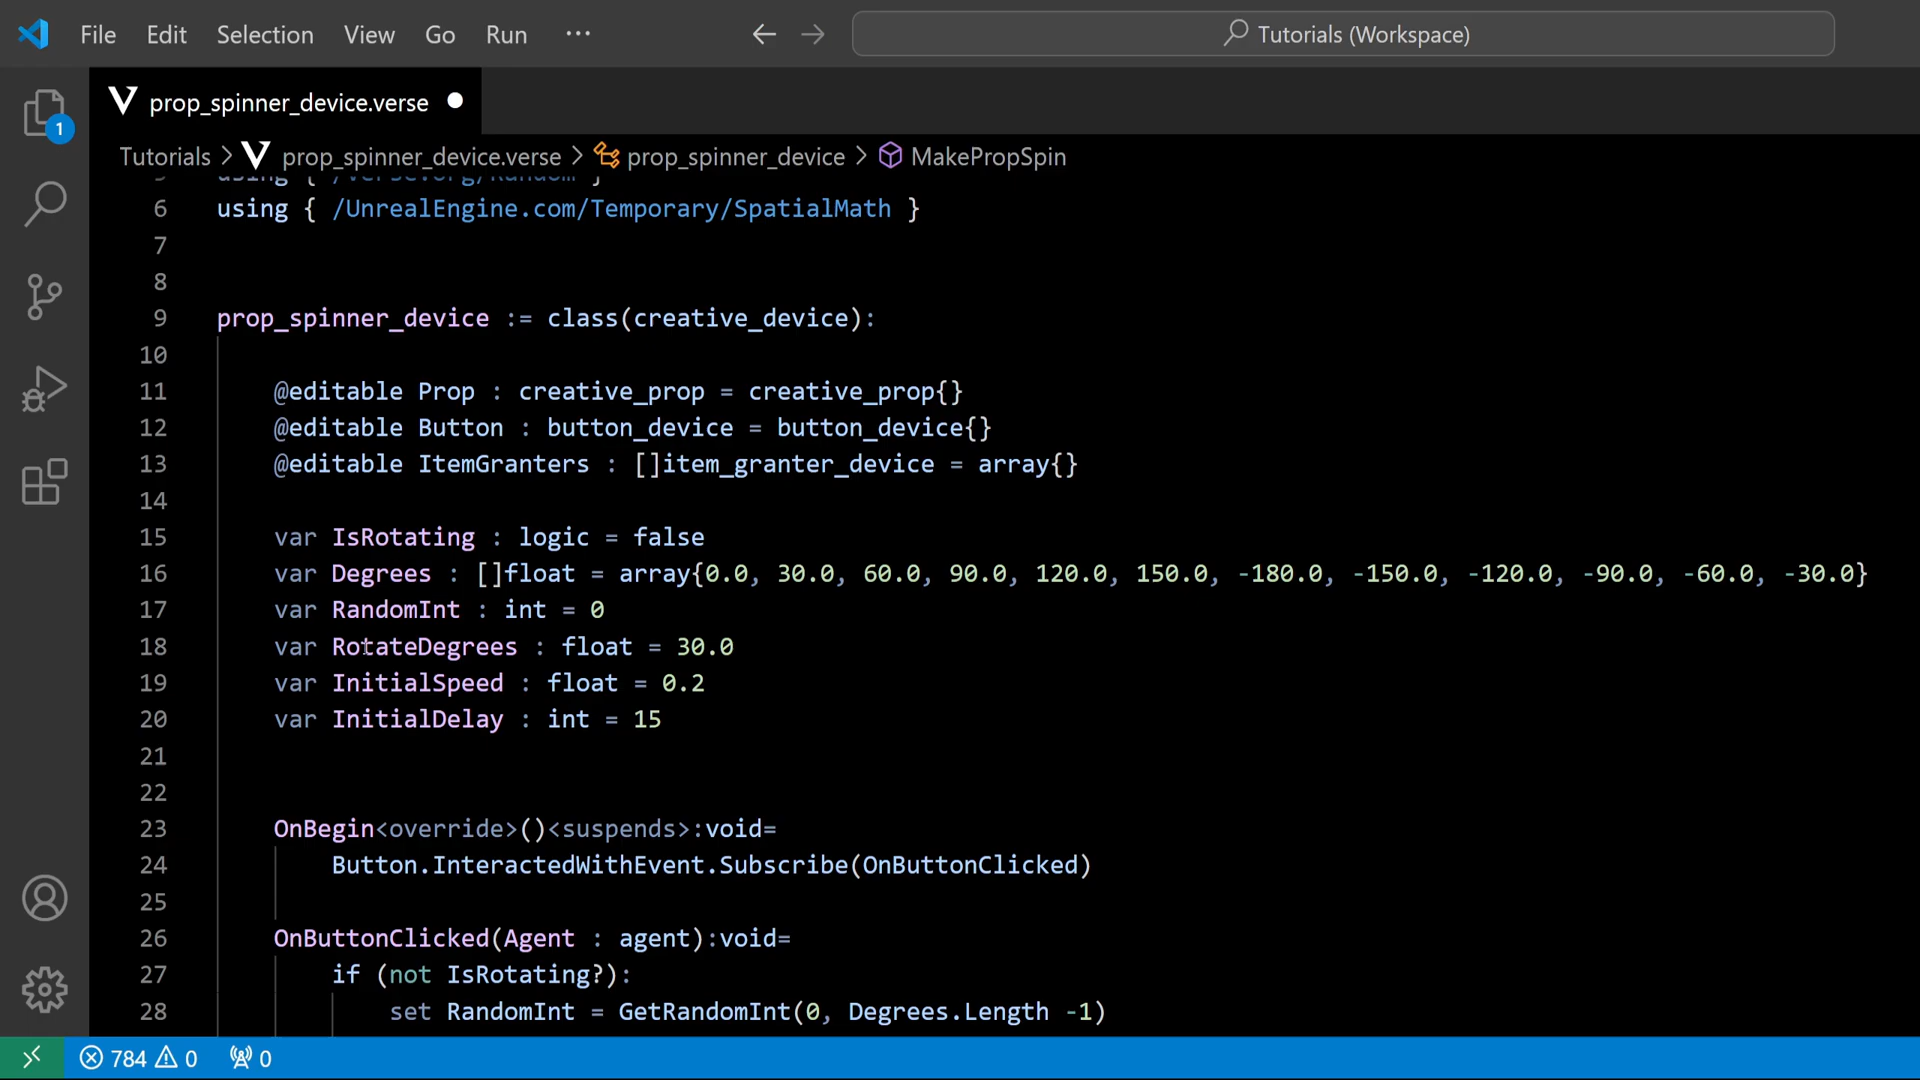 File Edit Selection View Go Run ···
Tutorials (Workspace)
prop_spinner_device.verse
1
Tutorials > prop_spinner_device.verse > prop_spinner_device > MakePropSpin
5 using { /Verse.org/Random }
6 using { /UnrealEngine.com/Temporary/SpatialMath }
7
8
9 prop_spinner_device := class(creative_device):
10
11 @editable Prop : creative_prop = creative_prop{}
12 @editable Button : button_device = button_device{}
13 @editable ItemGranters : []item_granter_device = array{}
14
15 var IsRotating : logic = false
16 var Degrees : []float = array{0.0, 30.0, 60.0, 90.0, 120.0, 150.0, -180.0, -150.0, -120.0, -90.0, -60.0, -30.0}
17 var RandomInt : int = 0
18 var RotateDegrees : float = 30.0
19 var InitialSpeed : float = 0.2
20 var InitialDelay : int = 15
21
22
23 OnBegin<override>()<suspends>:void=
24 Button.InteractedWithEvent.Subscribe(OnButtonClicked)
25
26 OnButtonClicked(Agent : agent):void=
27 if (not IsRotating?):
28 set RandomInt = GetRandomInt(0, Degrees.Length -1)
784 0 0